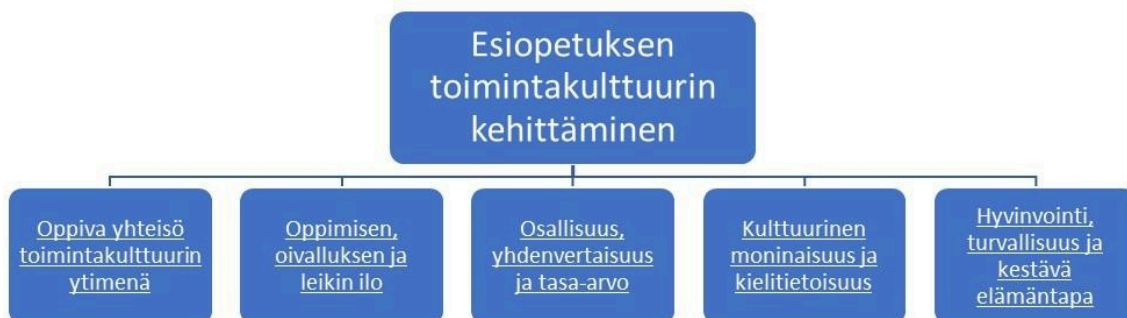 Esiopetuksen
toimintakulttuurin
kehittäminen
Oppiva yhteisö
toimintakulttuurin
ytimenä
Oppimisen,
oivalluksen ja
leikin ilo
Osallisuus,
yhdenvertaisuus
ja tasa-arvo
Kulttuurinen
moninaisuus ja
kielitietoisuus
Hyvinvointi,
turvallisuus ja
kestävä
elämäntapa